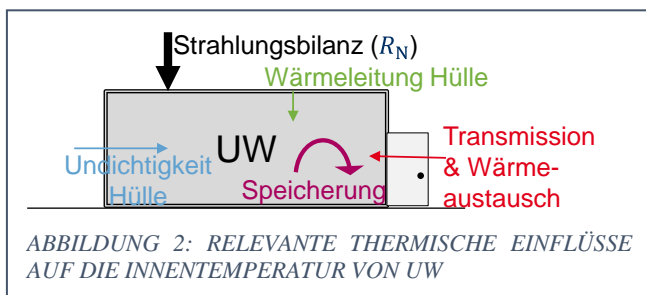 Strahlungsbilanz (R_N)
Wärmeleitung Hülle
UW
Undichtigkeit
Hülle
Speicherung
Transmission
& Wärme-
austausch
ABBILDUNG 2: RELEVANTE THERMISCHE EINFLÜSSE
AUF DIE INNENTEMPERATUR VON UW